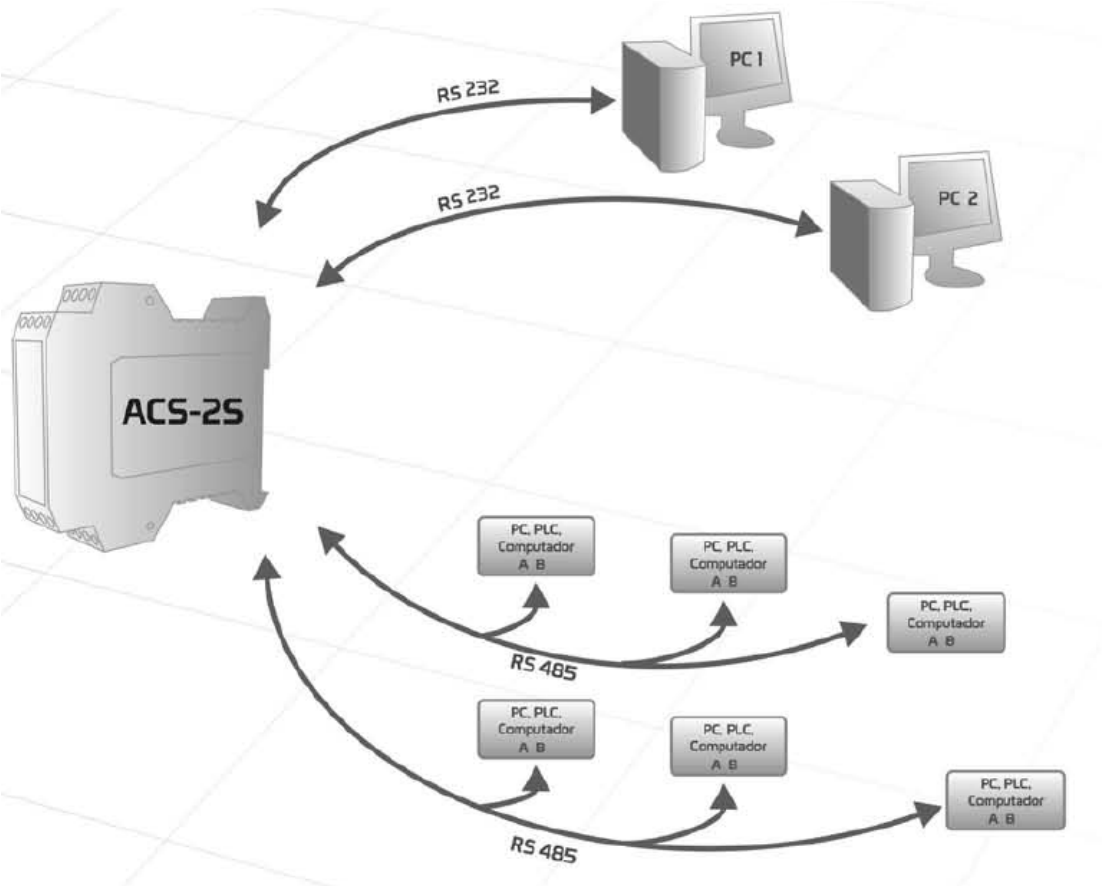 RS 232
PC 1
RS 232
PC 2
ACS-2S
PC, PLC,
Computador
A B
PC, PLC,
Computador
A B
PC, PLC,
Computador
A B
RS 485
PC, PLC,
Computador
A B
PC, PLC,
Computador
A B
PC, PLC,
Computador
A B
RS 485